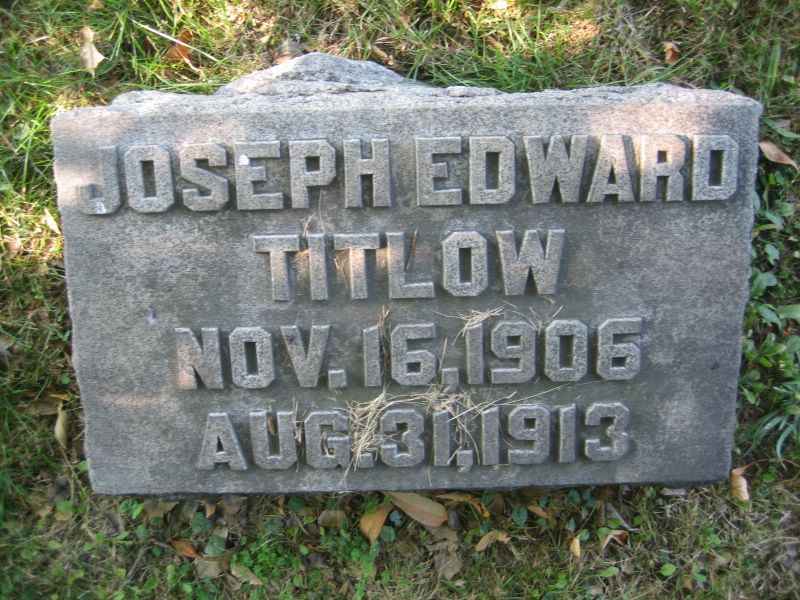 JOSEPH EDWARD
TITLOW
NOV. 16, 1906
AUG. 31, 1913